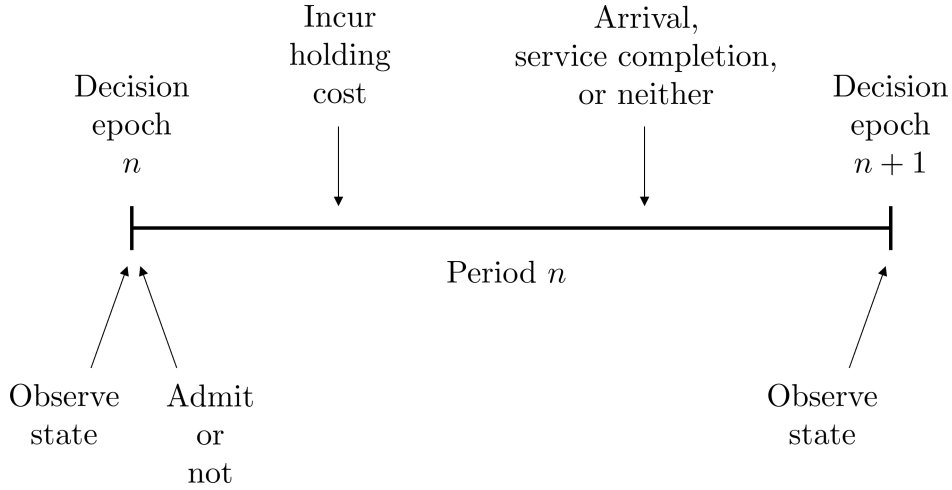 Incur
holding
cost
Arrival,
service completion,
or neither
Decision
epoch
n
Decision
epoch
n + 1
Period n
Observe
state
Admit
or
not
Observe
state